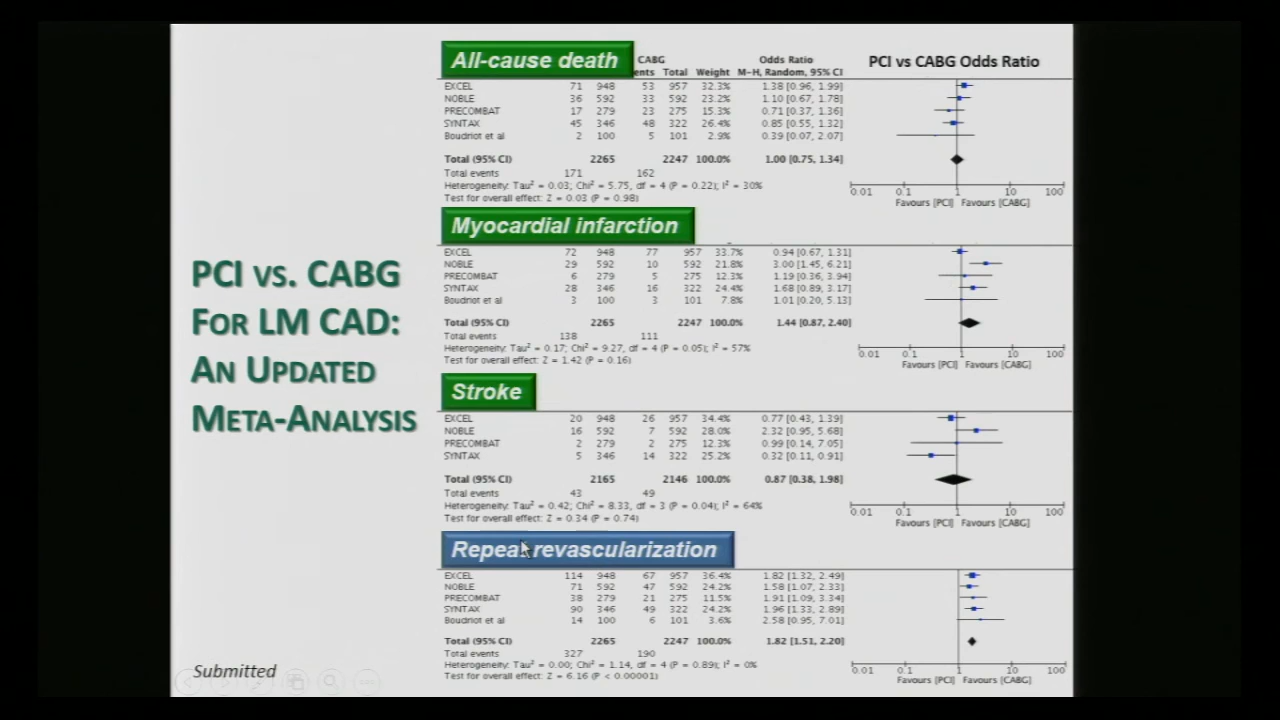 PCI VS. CABG
FOR LM CAD:
AN UPDATED
META-ANALYSIS
Submitted
All-cause death
CABG
Odds Ratio
PCI vs CABG Odds Ratio
ents Total Weight M-H, Random, 95% CI
EXCEL 71 948 53 957 32.3% 1.38 [0.96, 1.99]
NOBLE 36 592 33 592 23.2% 1.10 [0.67, 1.78]
PRECOMBAT 17 279 23 275 15.3% 0.71 [0.37, 1.36]
SYNTAX 45 346 48 322 26.4% 0.85 [0.55, 1.32]
Boudriot et al 2 100 5 101 2.9% 0.39 [0.07, 2.07]
Total (95% CI) 2265 2247 100.0% 1.00 [0.75, 1.34]
Total events 171 162
Heterogeneity: Tau² = 0.03; Chi² = 5.75, df = 4 (P = 0.22); I² = 30%
Test for overall effect: Z = 0.03 (P = 0.98)
0.01 0.1 1 10 100
Favours [PCI] Favours [CABG]
Myocardial infarction
EXCEL 72 948 77 957 33.7% 0.94 [0.67, 1.31]
NOBLE 29 592 10 592 21.8% 3.00 [1.45, 6.21]
PRECOMBAT 6 279 5 275 12.3% 1.19 [0.36, 3.94]
SYNTAX 28 346 16 322 24.4% 1.68 [0.89, 3.17]
Boudriot et al 3 100 3 101 7.8% 1.01 [0.20, 5.13]
Total (95% CI) 2265 2247 100.0% 1.44 [0.87, 2.40]
Total events 138 111
Heterogeneity: Tau² = 0.17; Chi² = 9.27, df = 4 (P = 0.05); I² = 57%
Test for overall effect: Z = 1.42 (P = 0.16)
0.01 0.1 1 10 100
Favours [PCI] Favours [CABG]
Stroke
EXCEL 20 948 26 957 34.4% 0.77 [0.43, 1.39]
NOBLE 16 592 7 592 28.0% 2.32 [0.95, 5.68]
PRECOMBAT 2 279 2 275 12.3% 0.99 [0.14, 7.05]
SYNTAX 5 346 14 322 25.2% 0.32 [0.11, 0.91]
Total (95% CI) 2165 2146 100.0% 0.87 [0.38, 1.98]
Total events 43 49
Heterogeneity: Tau² = 0.42; Chi² = 8.33, df = 3 (P = 0.04); I² = 64%
Test for overall effect: Z = 0.34 (P = 0.74)
0.01 0.1 1 10 100
Favours [PCI] Favours [CABG]
Repeat revascularization
EXCEL 114 948 67 957 36.4% 1.82 [1.32, 2.49]
NOBLE 71 592 47 592 24.2% 1.58 [1.07, 2.33]
PRECOMBAT 38 279 21 275 11.5% 1.91 [1.09, 3.34]
SYNTAX 90 346 49 322 24.2% 1.96 [1.33, 2.89]
Boudriot et al 14 100 6 101 3.6% 2.58 [0.95, 7.01]
Total (95% CI) 2265 2247 100.0% 1.82 [1.51, 2.20]
Total events 327 190
Heterogeneity: Tau² = 0.00; Chi² = 1.14, df = 4 (P = 0.89); I² = 0%
Test for overall effect: Z = 6.16 (P < 0.00001)
0.01 0.1 1 10 100
Favours [PCI] Favours [CABG]